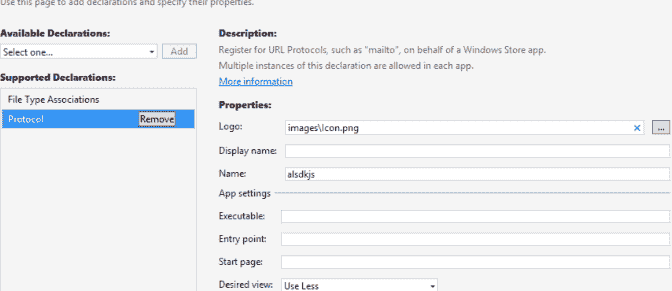 Use this page to add declarations and specify their properties.
Available Declarations:
Select one...
Add
Supported Declarations:
File Type Associations
Protocol
Remove
Description:
Register for URL Protocols, such as "mailto", on behalf of a Windows Store app.
Multiple instances of this declaration are allowed in each app.
More information
Properties:
Logo:
images\Icon.png
...
Display name:
Name:
alsdkjs
App settings
Executable:
Entry point:
Start page:
Desired view:
Use Less